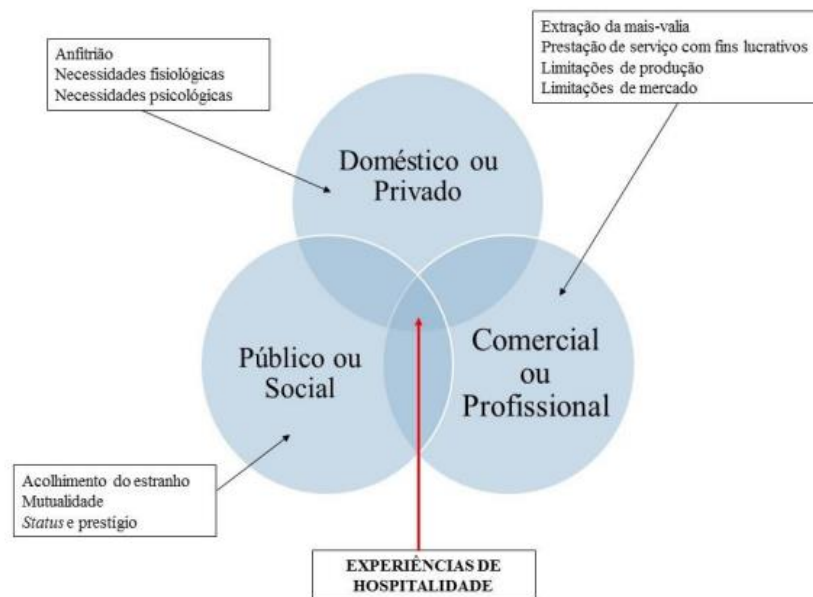 Anfitrião
Necessidades fisiológicas
Necessidades psicológicas
Extração da mais-valia
Prestação de serviço com fins lucrativos
Limitações de produção
Limitações de mercado
Doméstico ou
Privado
Público ou
Social
Comercial
ou
Profissional
Acolhimento do estranho
Mutualidade
Status e prestígio
EXPERIÊNCIAS DE
HOSPITALIDADE